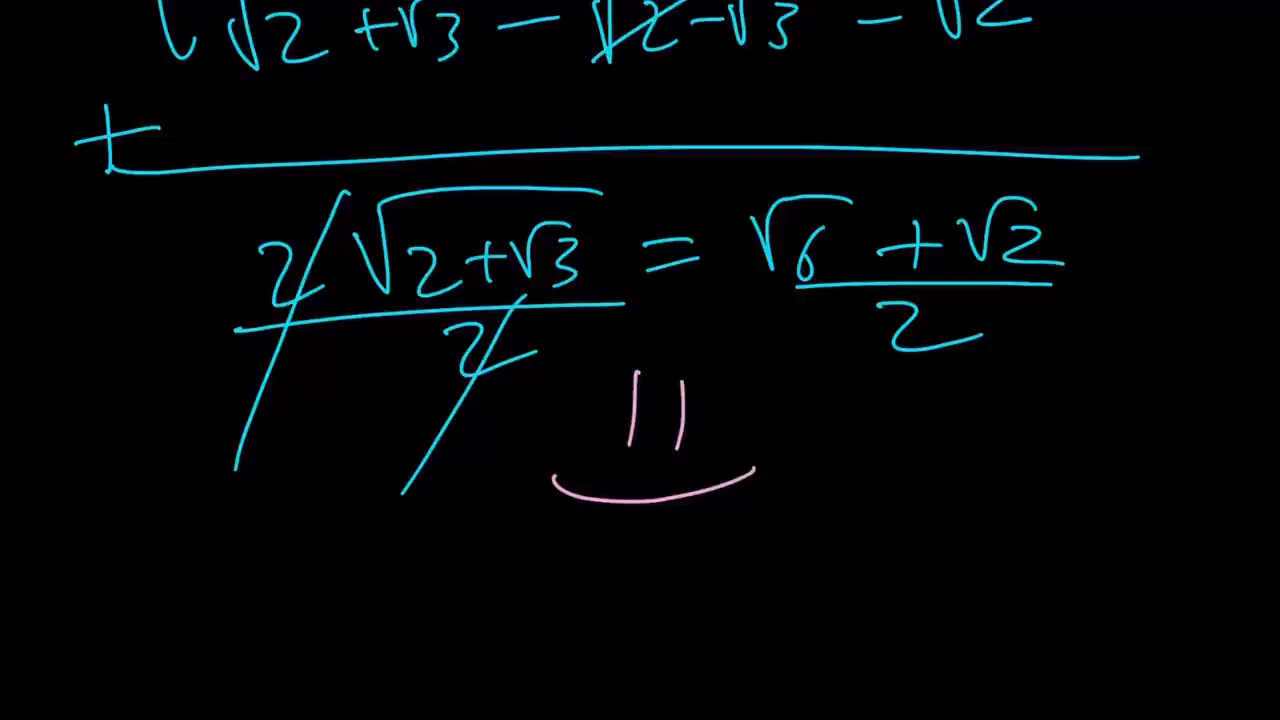 √2+√3 − √2−√3 − √2
+
2√(2+√3) / 2 = (√6 + √2) / 2